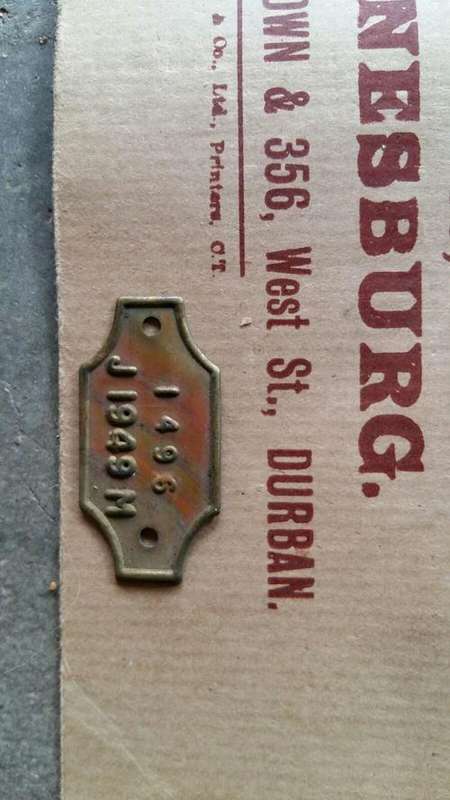 NESBURG.
OWN & 356, West St., DURBAN.
& Co., Ltd., Printers, C.T.
1496
J1949M